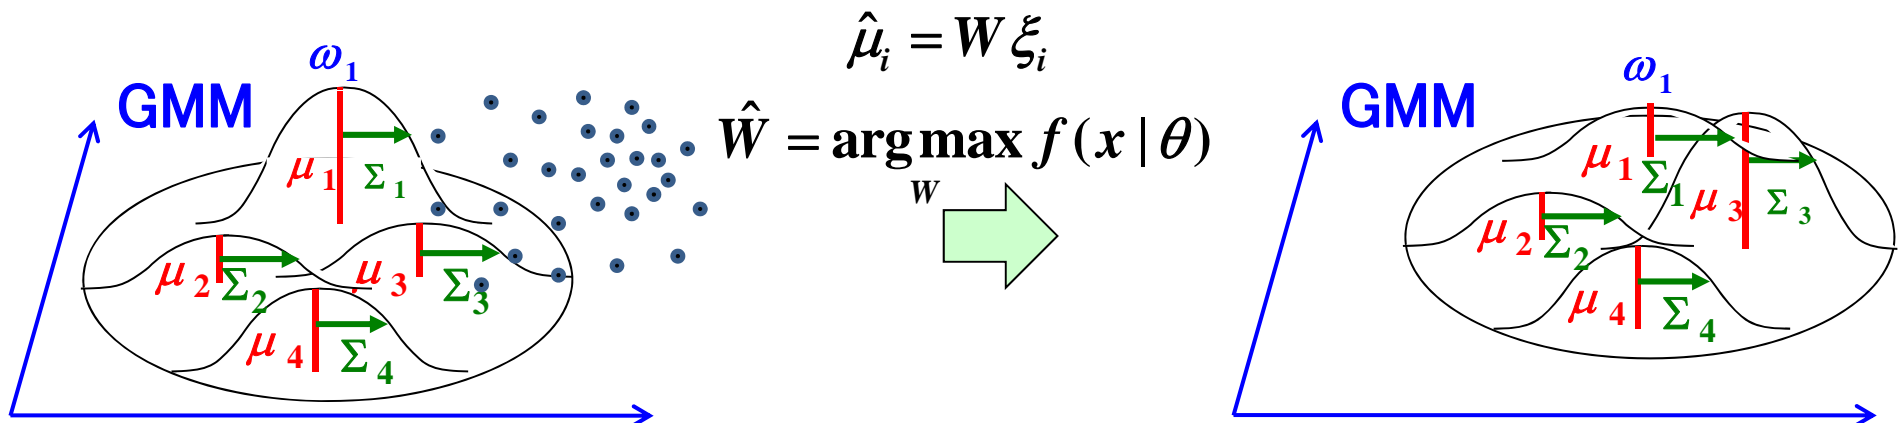 GMM
ω₁
μ₁ Σ₁
μ₂ Σ₂
μ₃ Σ₃
μ₄ Σ₄
μ̂ᵢ = W ξᵢ
Ŵ = arg max f (x | θ)
W
GMM
ω₁
μ₁ Σ₁
μ₃ Σ₃
μ₂ Σ₂
μ₄ Σ₄